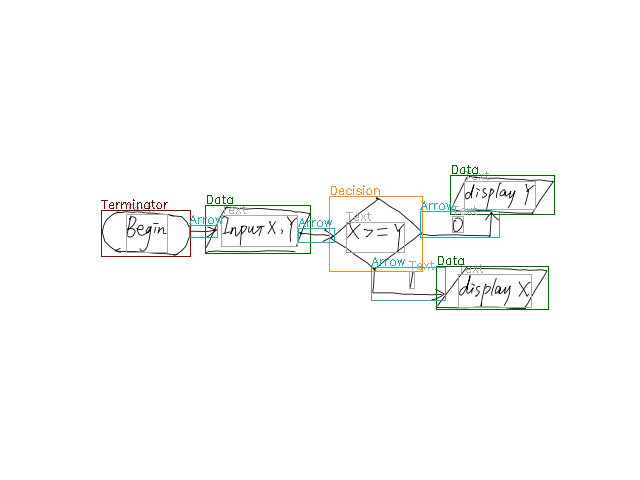 Terminator
Begin
Arrow
Data
Text
Input X, Y
Arrow
Decision
Text
X >= Y
Arrow
Text
0
Data
Text
display Y
Arrow
Text
1
Data
Text
display X